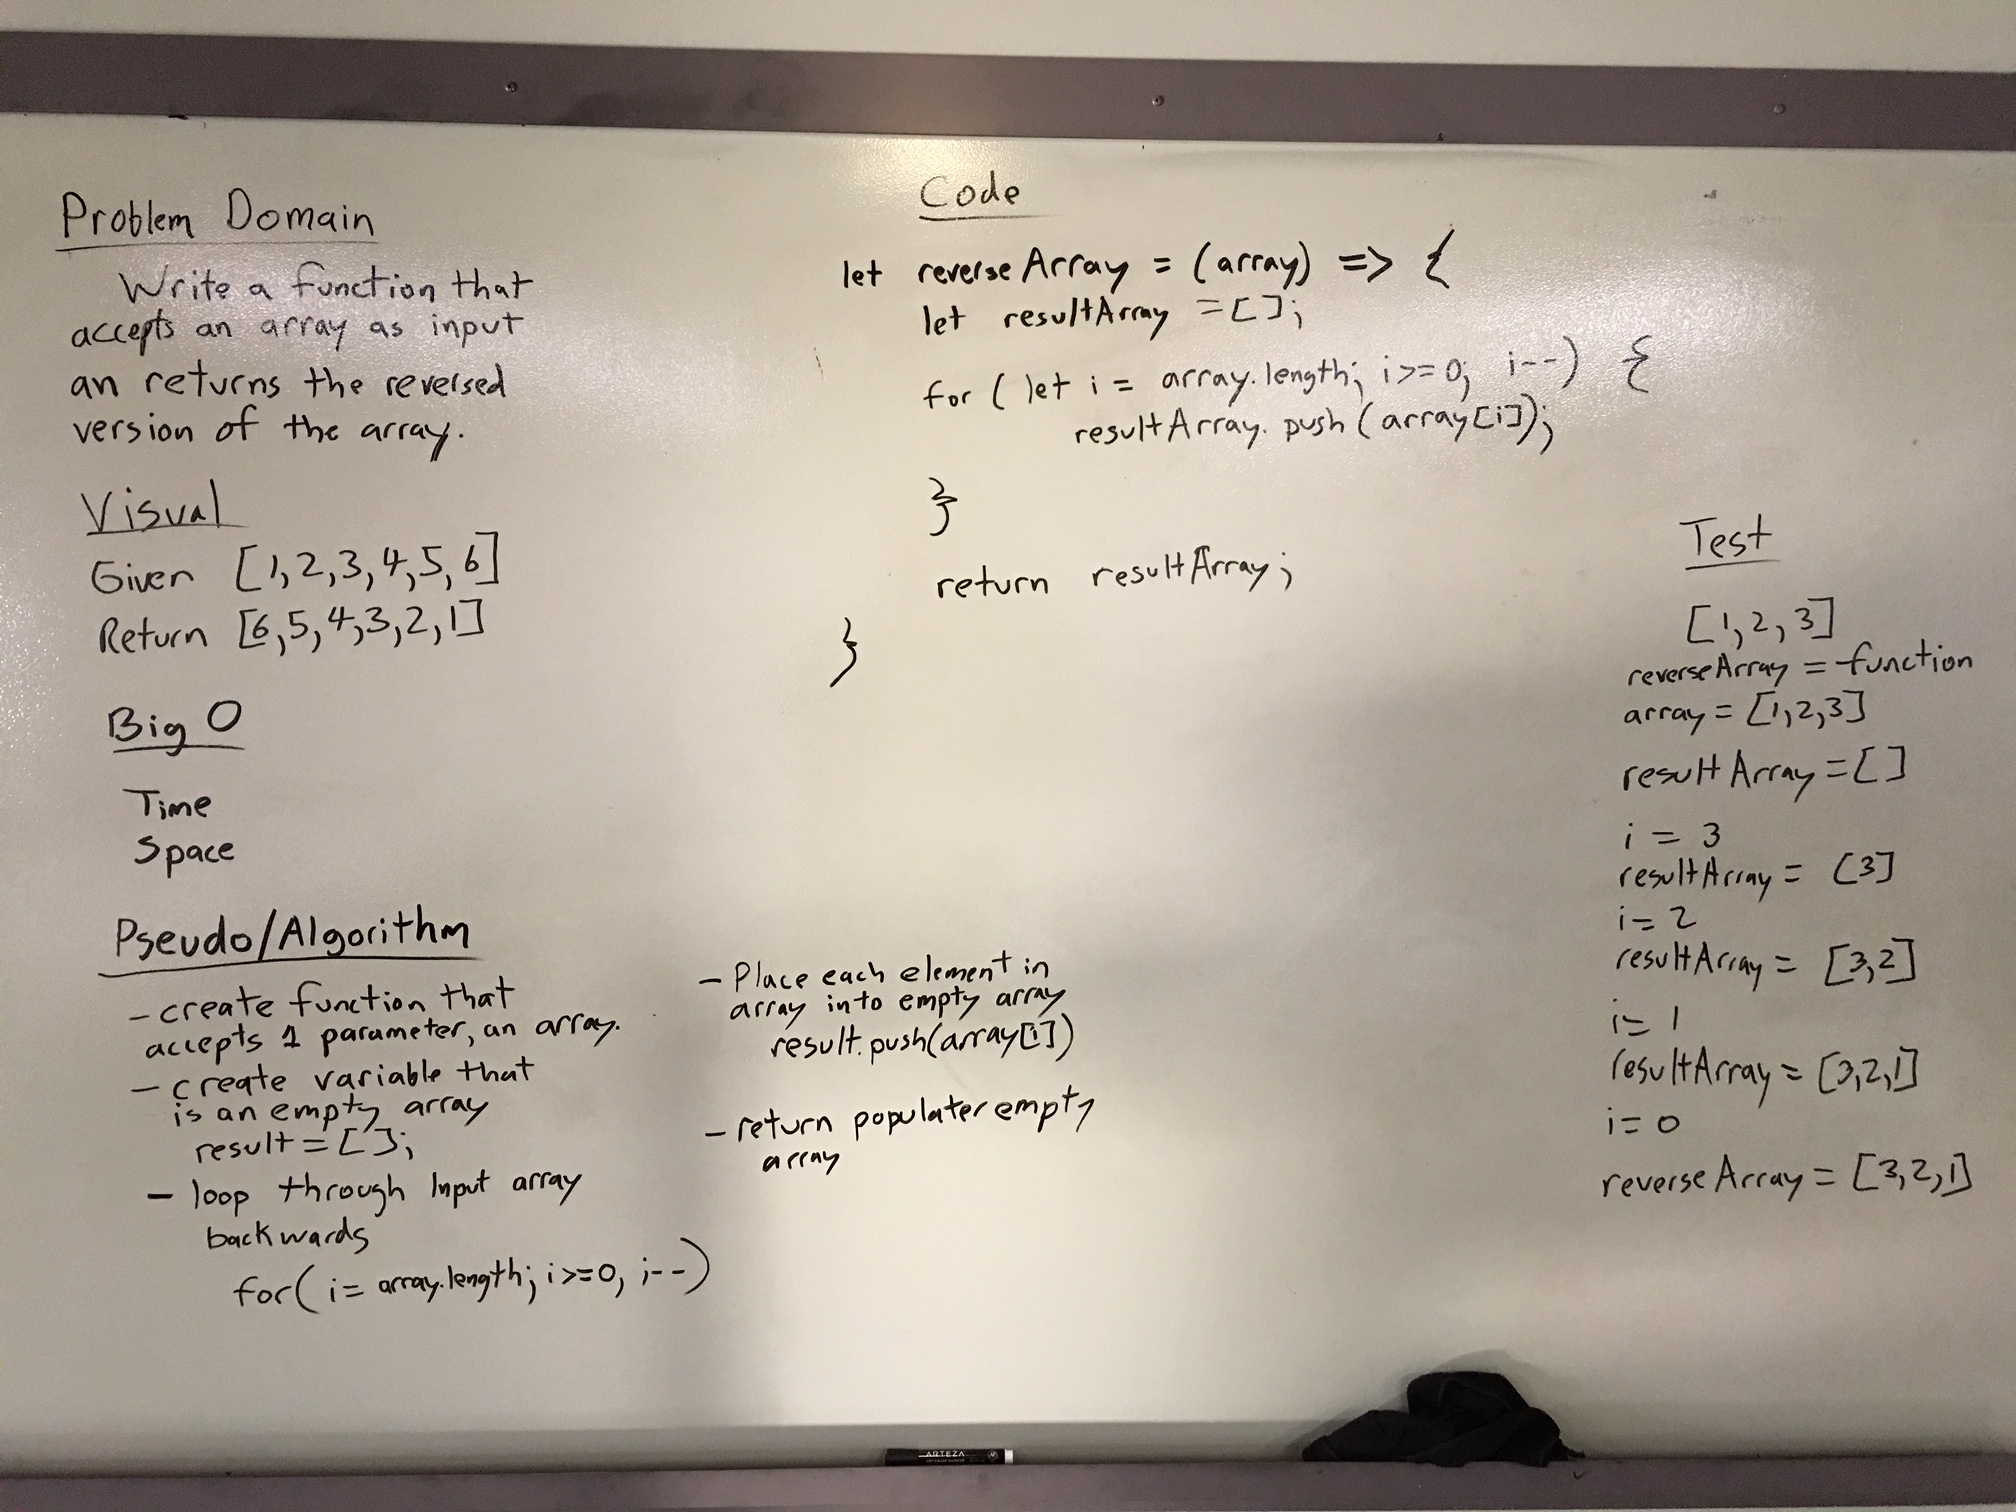 Problem Domain
Write a function that
accepts an array as input
an returns the reversed
version of the array.
Visual
Given [1,2,3,4,5,6]
Return [6,5,4,3,2,1]
Big O
Time
Space
Pseudo/Algorithm
- create function that
accepts 1 parameter, an array.
- create variable that
is an empty array
result = [];
- loop through Input array
backwards
for( i= array.length; i>=0, i--)
- Place each element in
array into empty array
result.push(array[i])
- return populater empty
array
Code
let reverseArray = (array) => {
let resultArray = [];
for ( let i = array.length; i>=0; i--) {
resultArray.push(array[i]);
}
return resultArray;
}
Test
[1,2,3]
reverseArray = function
array = [1,2,3]
resultArray = []
i = 3
resultArray = [3]
i = 2
resultArray = [3,2]
i = 1
resultArray = [3,2,1]
i = 0
reverseArray = [3,2,1]
ARTEZA